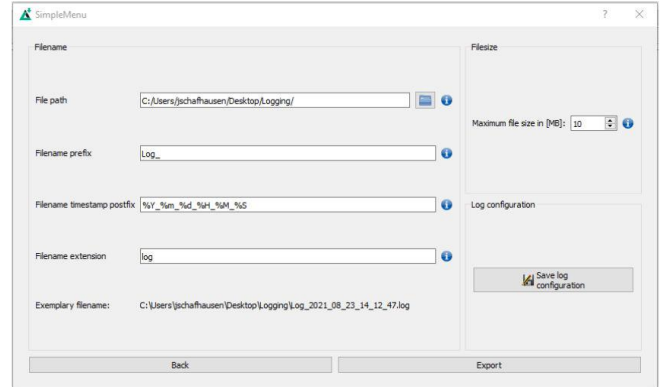 SimpleMenu
?
Filename
File path
C:/Users/jschafhausen/Desktop/Logging/
Filename prefix
Log_
Filename timestamp postfix
%Y_%m_%d_%H_%M_%S
Filename extension
log
Exemplary filename:
C:\Users\jschafhausen\Desktop\Logging\Log_2021_08_23_14_12_47.log
Filesize
Maximum file size in [MB]:
10
Log configuration
Save log
configuration
Back
Export